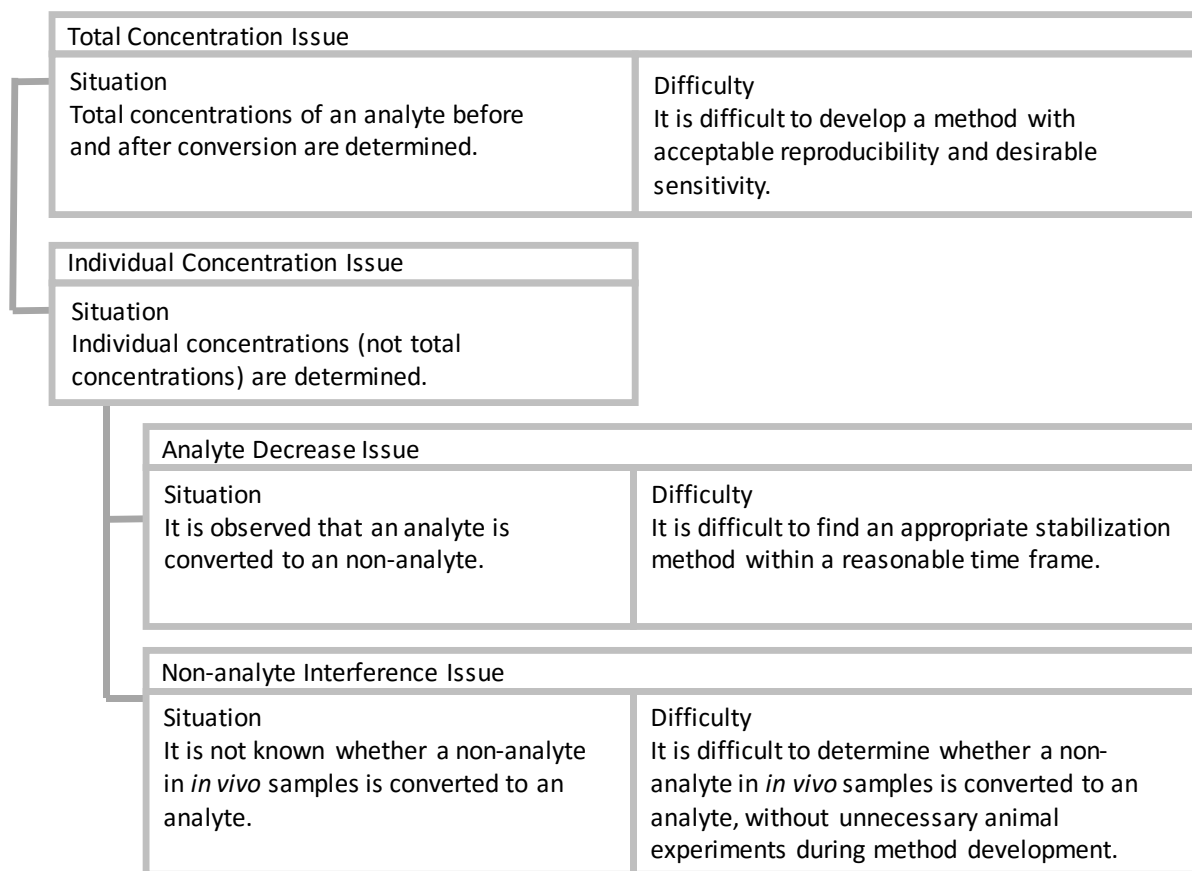 Total Concentration Issue
Situation
Total concentrations of an analyte before
and after conversion are determined.
Difficulty
It is difficult to develop a method with
acceptable reproducibility and desirable
sensitivity.
Individual Concentration Issue
Situation
Individual concentrations (not total
concentrations) are determined.
Analyte Decrease Issue
Situation
It is observed that an analyte is
converted to an non-analyte.
Difficulty
It is difficult to find an appropriate stabilization
method within a reasonable time frame.
Non-analyte Interference Issue
Situation
It is not known whether a non-analyte
in in vivo samples is converted to an
analyte.
Difficulty
It is difficult to determine whether a non-
analyte in in vivo samples is converted to an
analyte, without unnecessary animal
experiments during method development.